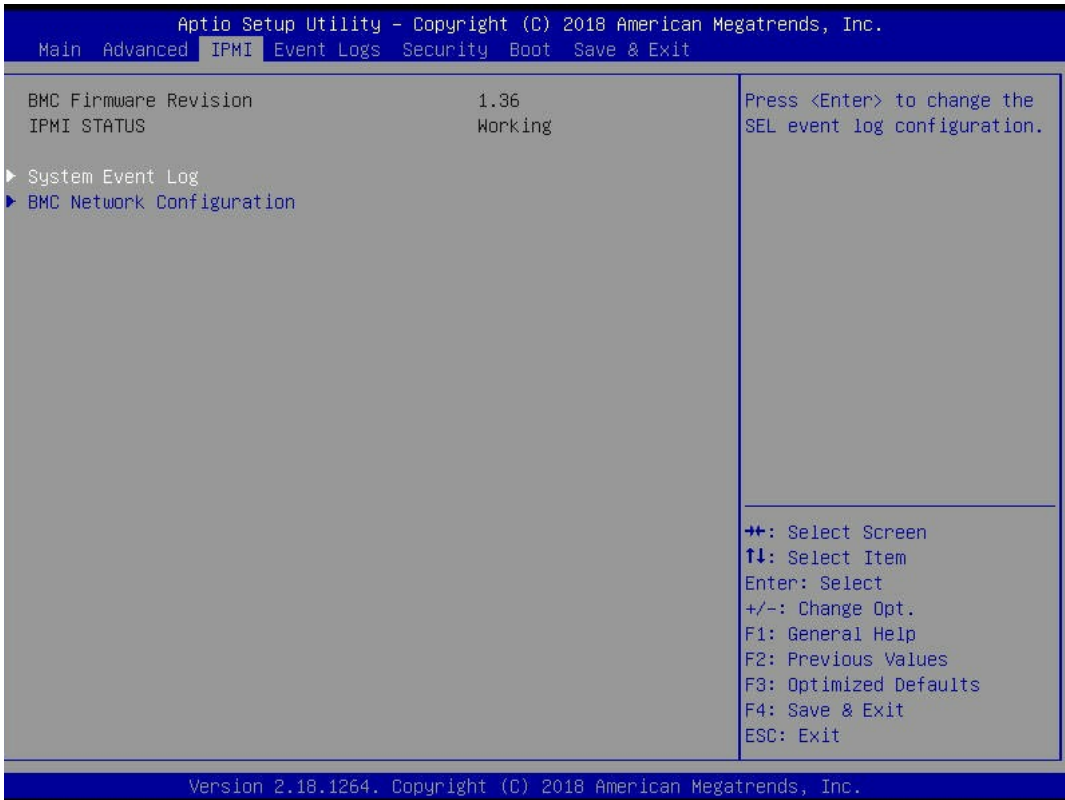 Aptio Setup Utility – Copyright (C) 2018 American Megatrends, Inc.
Main Advanced IPMI Event Logs Security Boot Save & Exit
BMC Firmware Revision 1.36
IPMI STATUS Working
▶ System Event Log
▶ BMC Network Configuration
Press <Enter> to change the
SEL event log configuration.
→←: Select Screen
↑↓: Select Item
Enter: Select
+/-: Change Opt.
F1: General Help
F2: Previous Values
F3: Optimized Defaults
F4: Save & Exit
ESC: Exit
Version 2.18.1264. Copyright (C) 2018 American Megatrends, Inc.